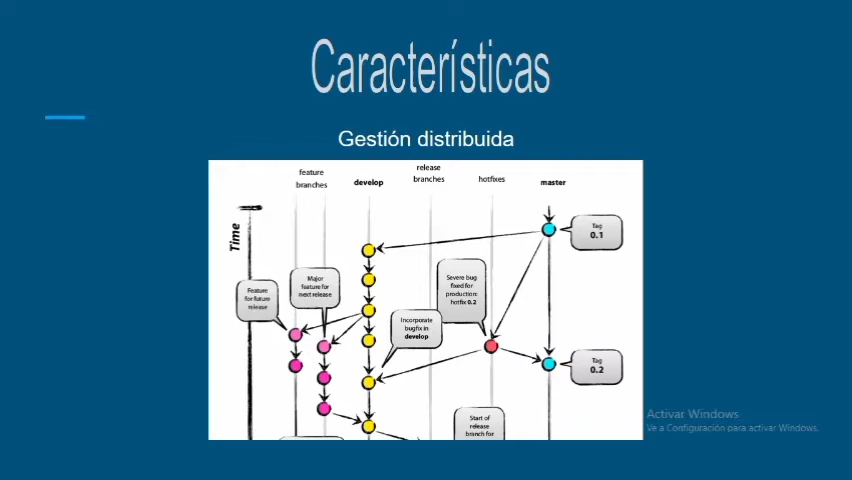 Características
Gestión distribuida
feature
branches
develop
release
branches
hotfixes
master
Time
Tag
0.1
Feature
for future
release
Major
feature for
next release
Severe bug
fixed for
production:
hotfix 0.2
Incorporate
bugfix in
develop
Tag
0.2
Start of
release
branch for
Activar Windows
Ve a Configuración para activar Windows.